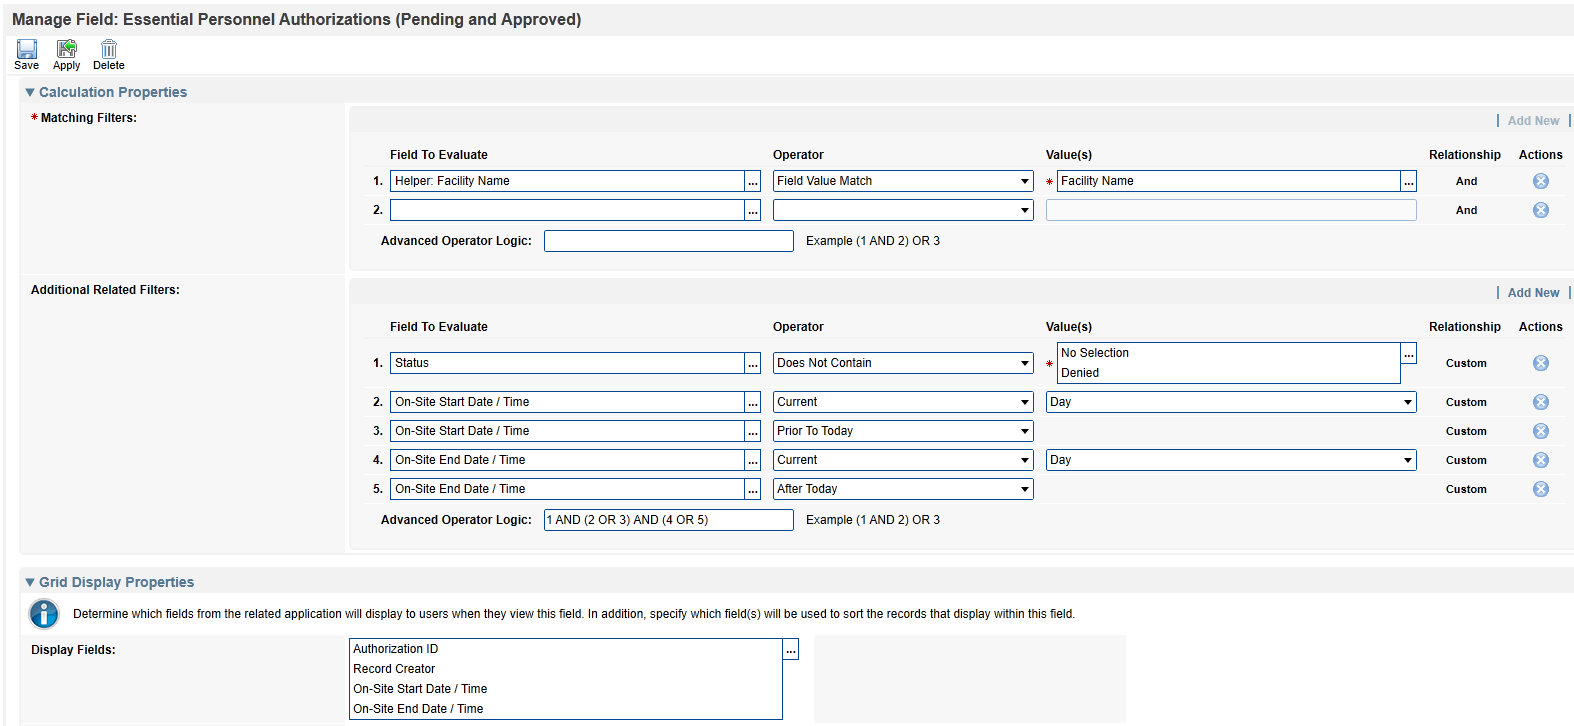 Manage Field: Essential Personnel Authorizations (Pending and Approved)
Save Apply Delete
Calculation Properties
* Matching Filters:
Add New
Field To Evaluate Operator Value(s) Relationship Actions
1. Helper: Facility Name ... Field Value Match * Facility Name ... And
2. ... And
Advanced Operator Logic: Example (1 AND 2) OR 3
Additional Related Filters:
Add New
Field To Evaluate Operator Value(s) Relationship Actions
1. Status ... Does Not Contain * No Selection ... Custom
Denied
2. On-Site Start Date / Time ... Current Day Custom
3. On-Site Start Date / Time ... Prior To Today Custom
4. On-Site End Date / Time ... Current Day Custom
5. On-Site End Date / Time ... After Today Custom
Advanced Operator Logic: 1 AND (2 OR 3) AND (4 OR 5) Example (1 AND 2) OR 3
Grid Display Properties
Determine which fields from the related application will display to users when they view this field. In addition, specify which field(s) will be used to sort the records that display within this field.
Display Fields: Authorization ID ...
Record Creator
On-Site Start Date / Time
On-Site End Date / Time